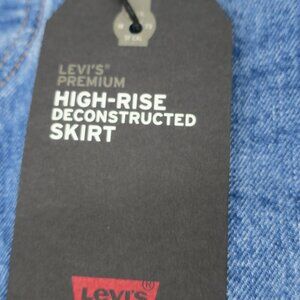 LEVI'S®
PREMIUM
HIGH-RISE
DECONSTRUCTED
SKIRT
Levi's®